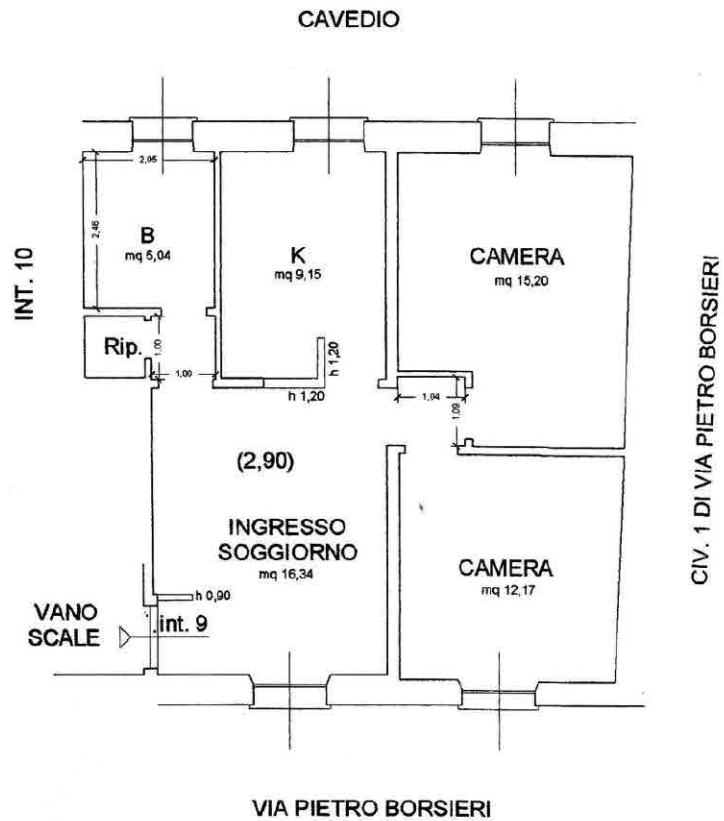 CAVEDIO
2,05
2,46
B
mq 5,04
K
mq 9,15
CAMERA
mq 15,20
INT. 10
Rip.
1,00
1,00
h 1,20
h 1,20
1,04
1,09
CIV. 1 DI VIA PIETRO BORSIERI
(2,90)
INGRESSO
SOGGIORNO
mq 16,34
CAMERA
mq 12,17
h 0,90
VANO
SCALE
int. 9
VIA PIETRO BORSIERI